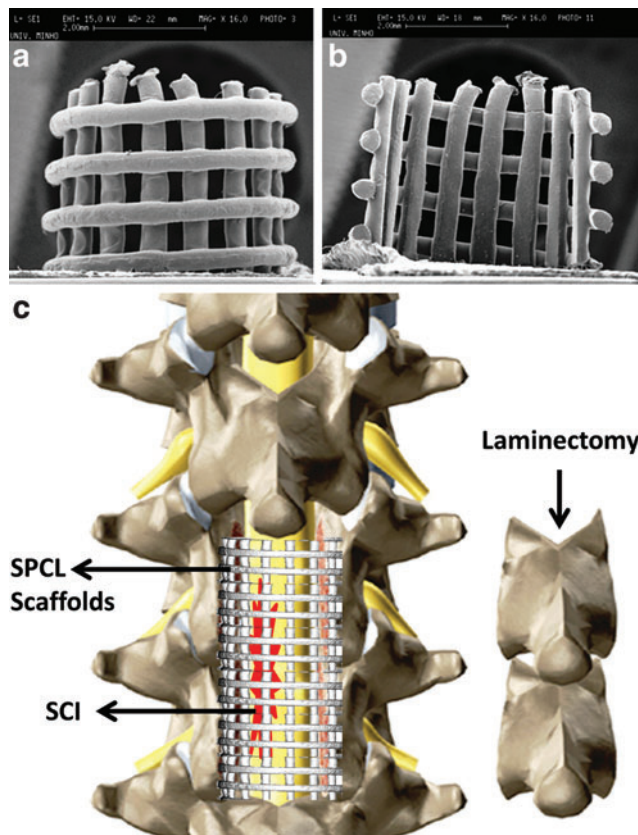 L= SE1 EHT= 15.0 KV WD= 22 mm MAG= X 16.0 PHOTO= 3
2.00mm
UNIV. MINHO
a
L= SE1 EHT= 15.0 KV WD= 18 mm MAG= X 16.0 PHOTO= 11
2.00mm
UNIV. MINHO
b
c
Laminectomy
SPCL
Scaffolds
SCI